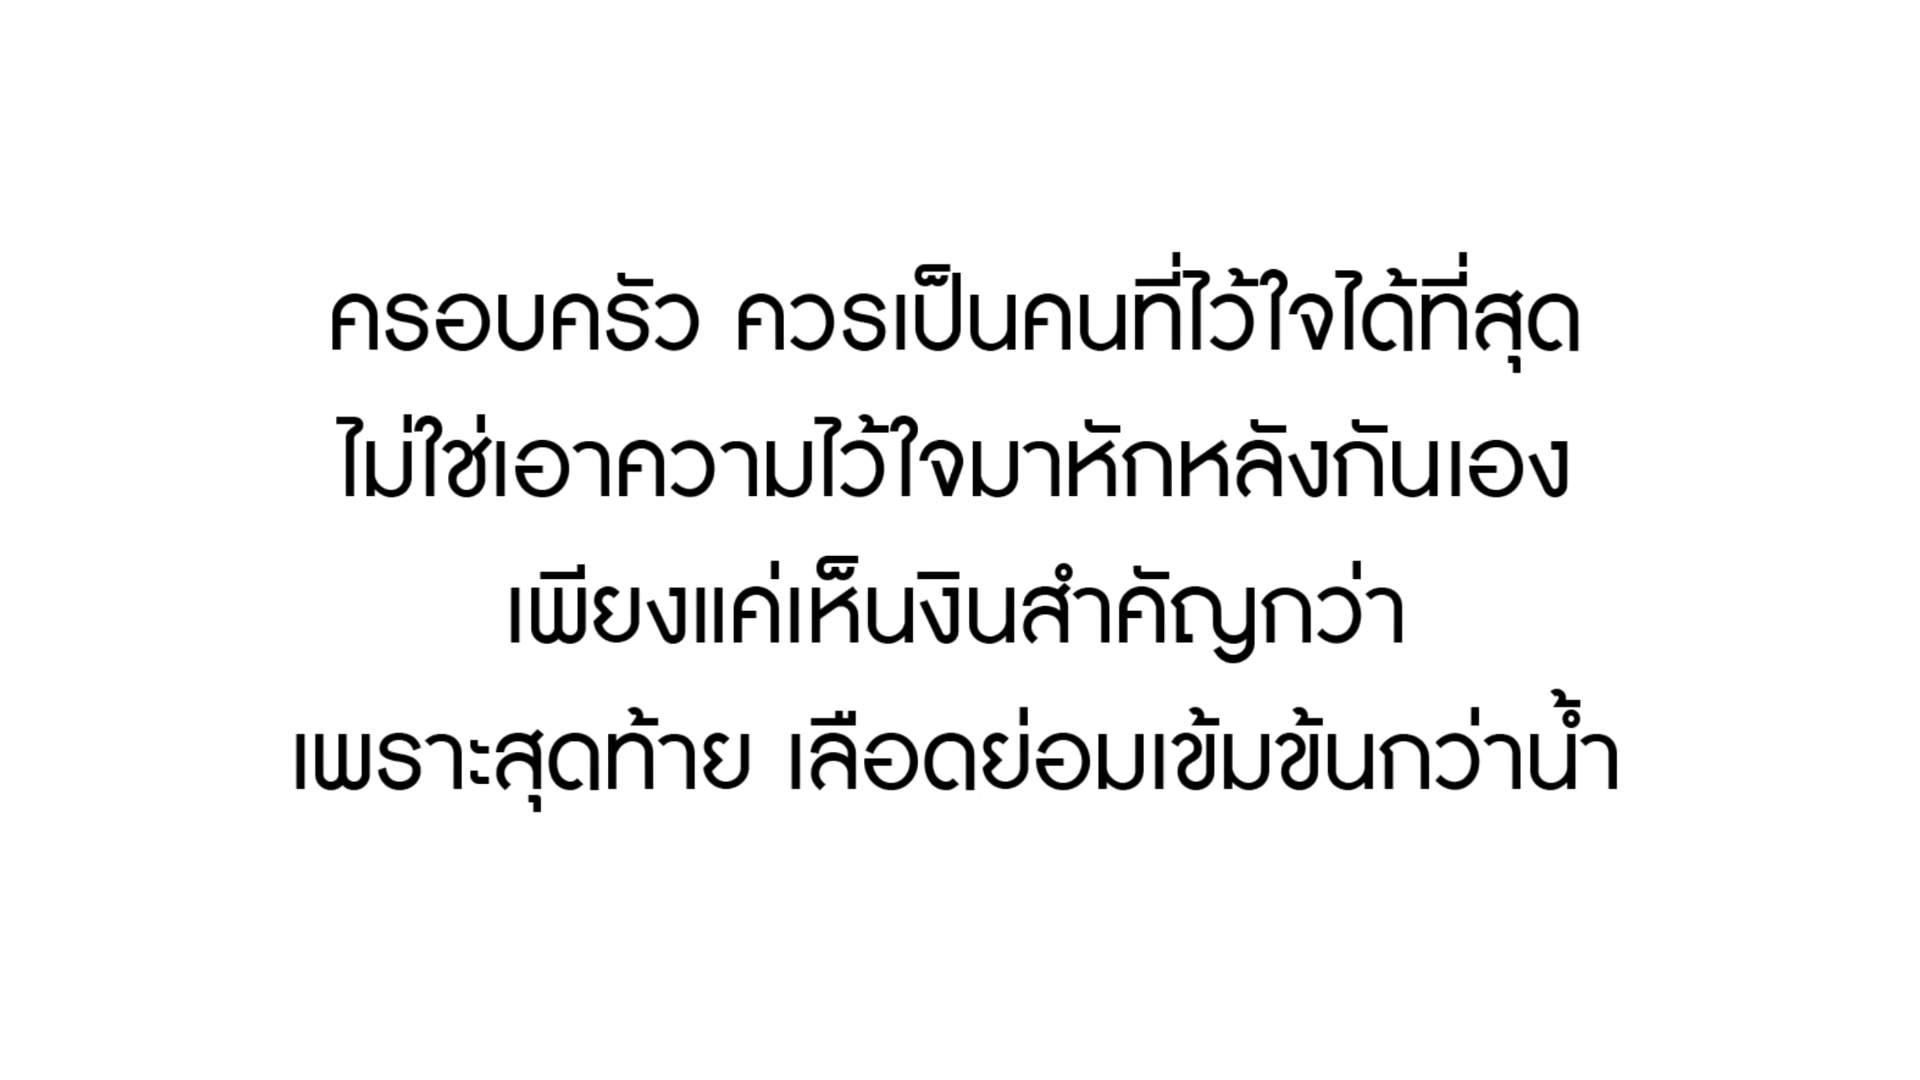 ครอบครัว ควรเป็นคนที่ไว้ใจได้ที่สุด
ไม่ใช่เอาความไว้ใจมาหักหลังกันเอง
เพียงแค่เห็นงินสำคัญกว่า
เพราะสุดท้าย เลือดย่อมเข้มข้นกว่าน้ำ